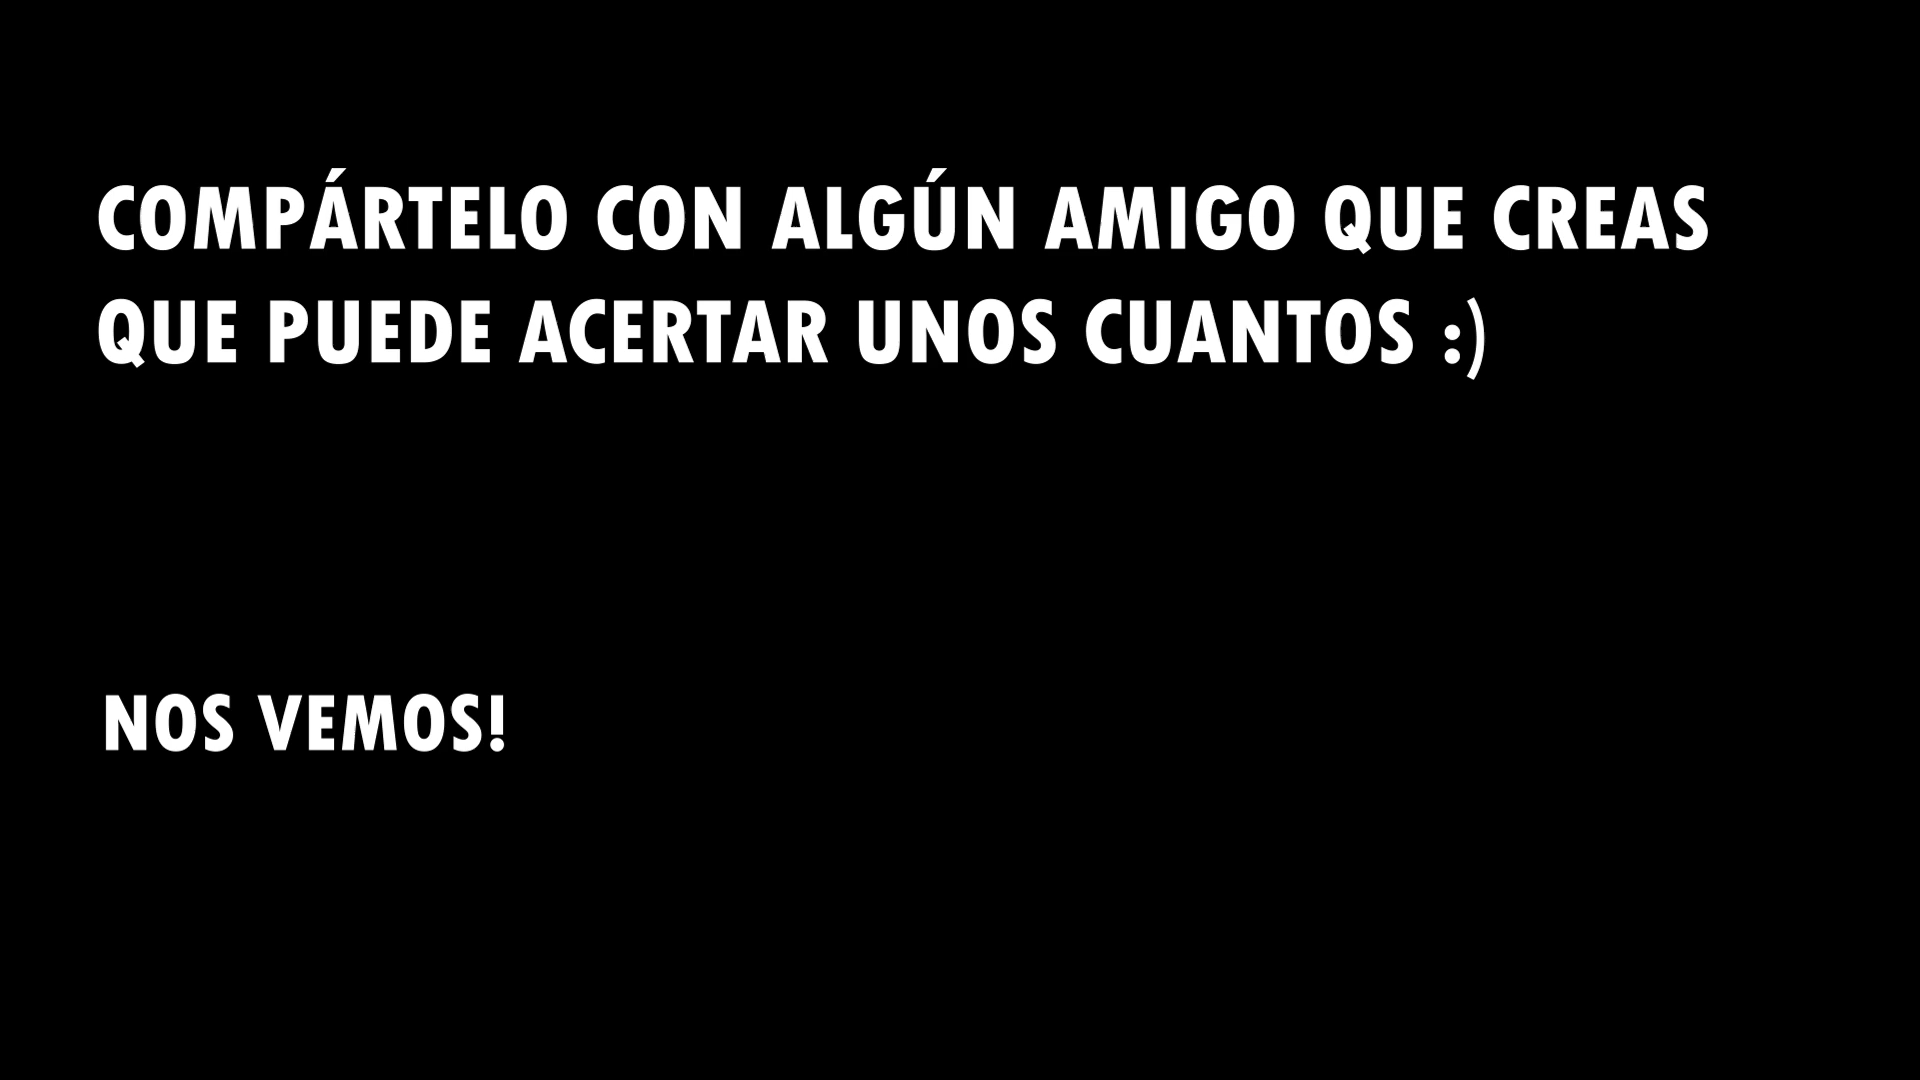 COMPÁRTELO CON ALGÚN AMIGO QUE CREAS
QUE PUEDE ACERTAR UNOS CUANTOS :)
NOS VEMOS!